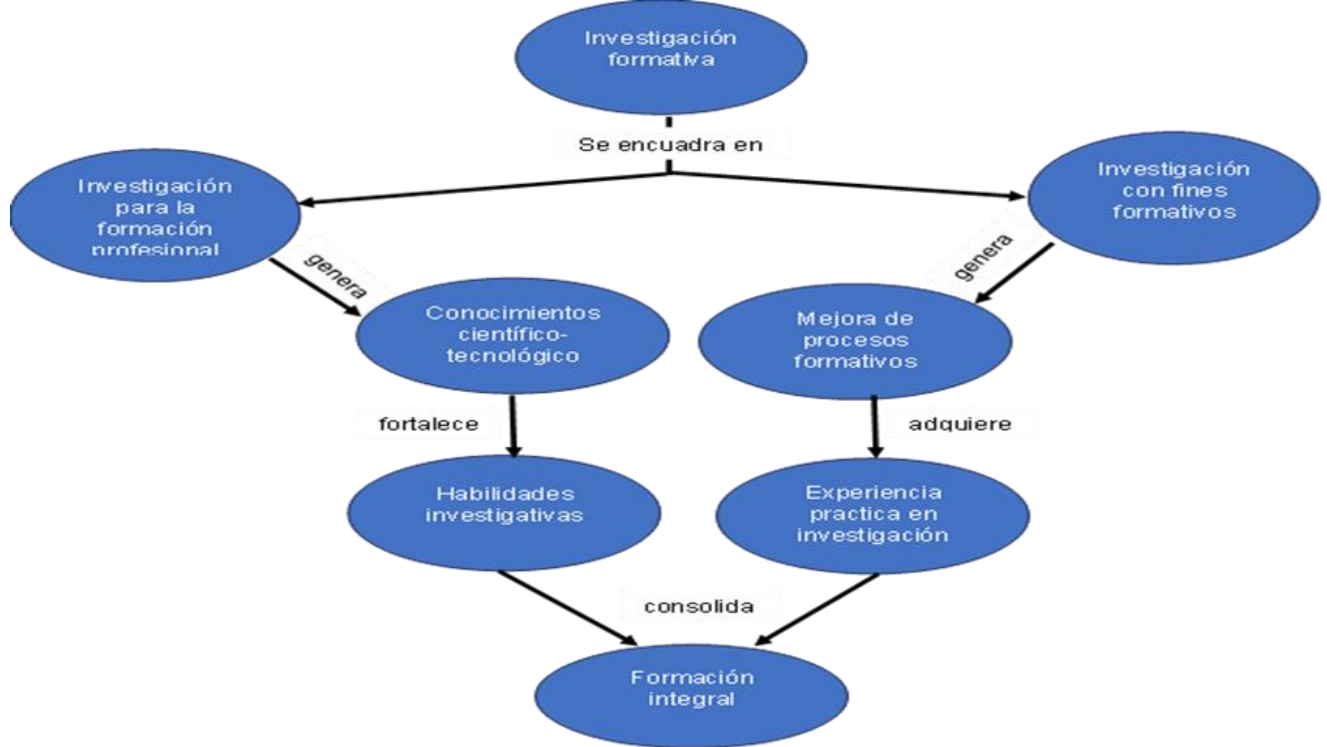 Investigación
formativa
Se encuadra en
Investigación
para la
formación
profesional
Investigación
con fines
formativos
genera
genera
Conocimientos
científico-
tecnológico
Mejora de
procesos
formativos
fortalece
adquiere
Habilidades
investigativas
Experiencia
practica en
investigación
consolida
Formación
integral